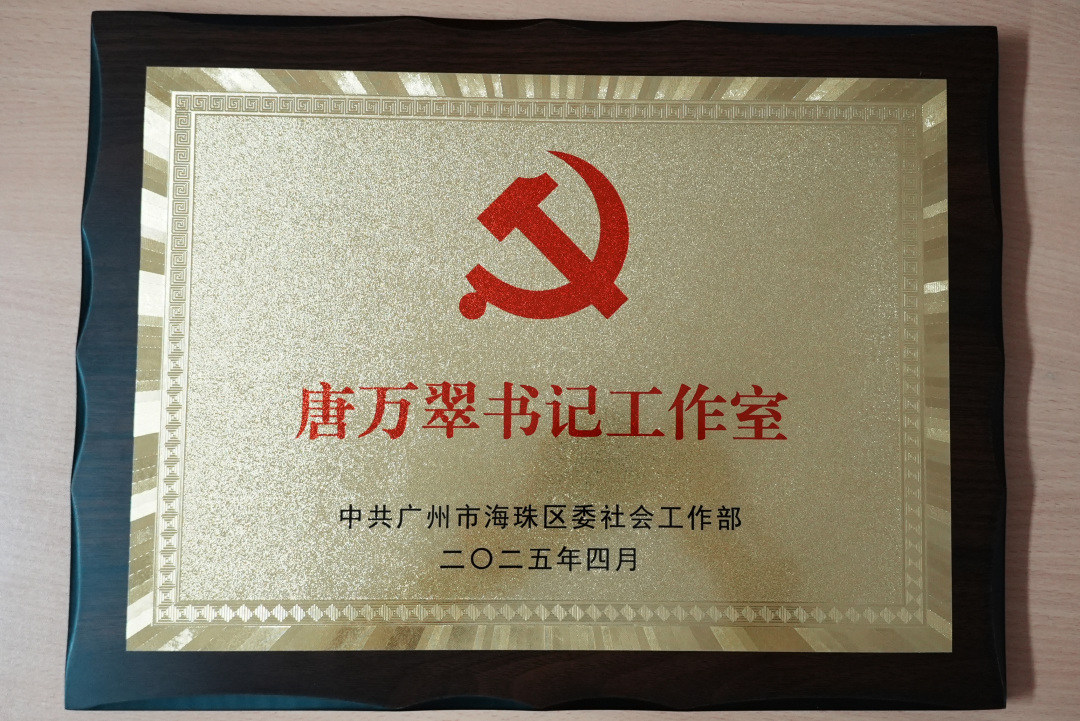 唐万翠书记工作室
中共广州市海珠区委社会工作部
二〇二五年四月